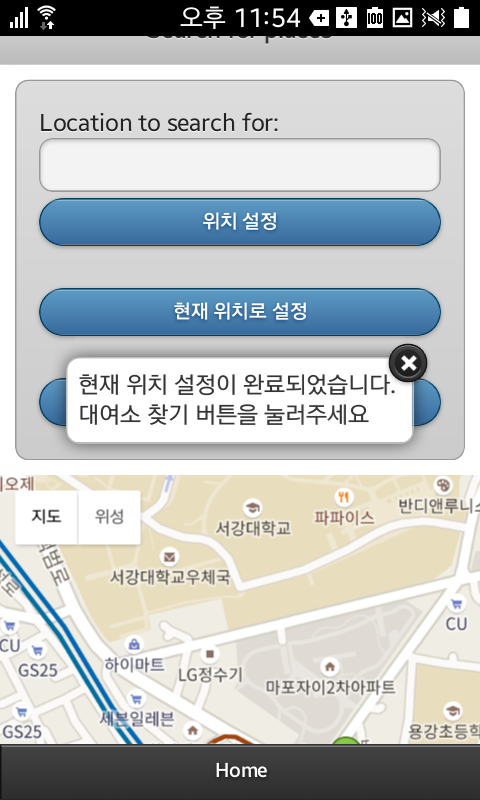 오후 11:54
100
Search for places
Location to search for:
위치 설정
현재 위치로 설정
현재 위치 설정이 완료되었습니다.
대여소 찾기 버튼을 눌러주세요
지도
위성
서강대학교
파파이스
반디앤루니스
서강대학교우체국
CU
CU
GS25
하이마트
LG정수기
마포자이2차아파트
세븐일레븐
GS25
용강초등학
Home